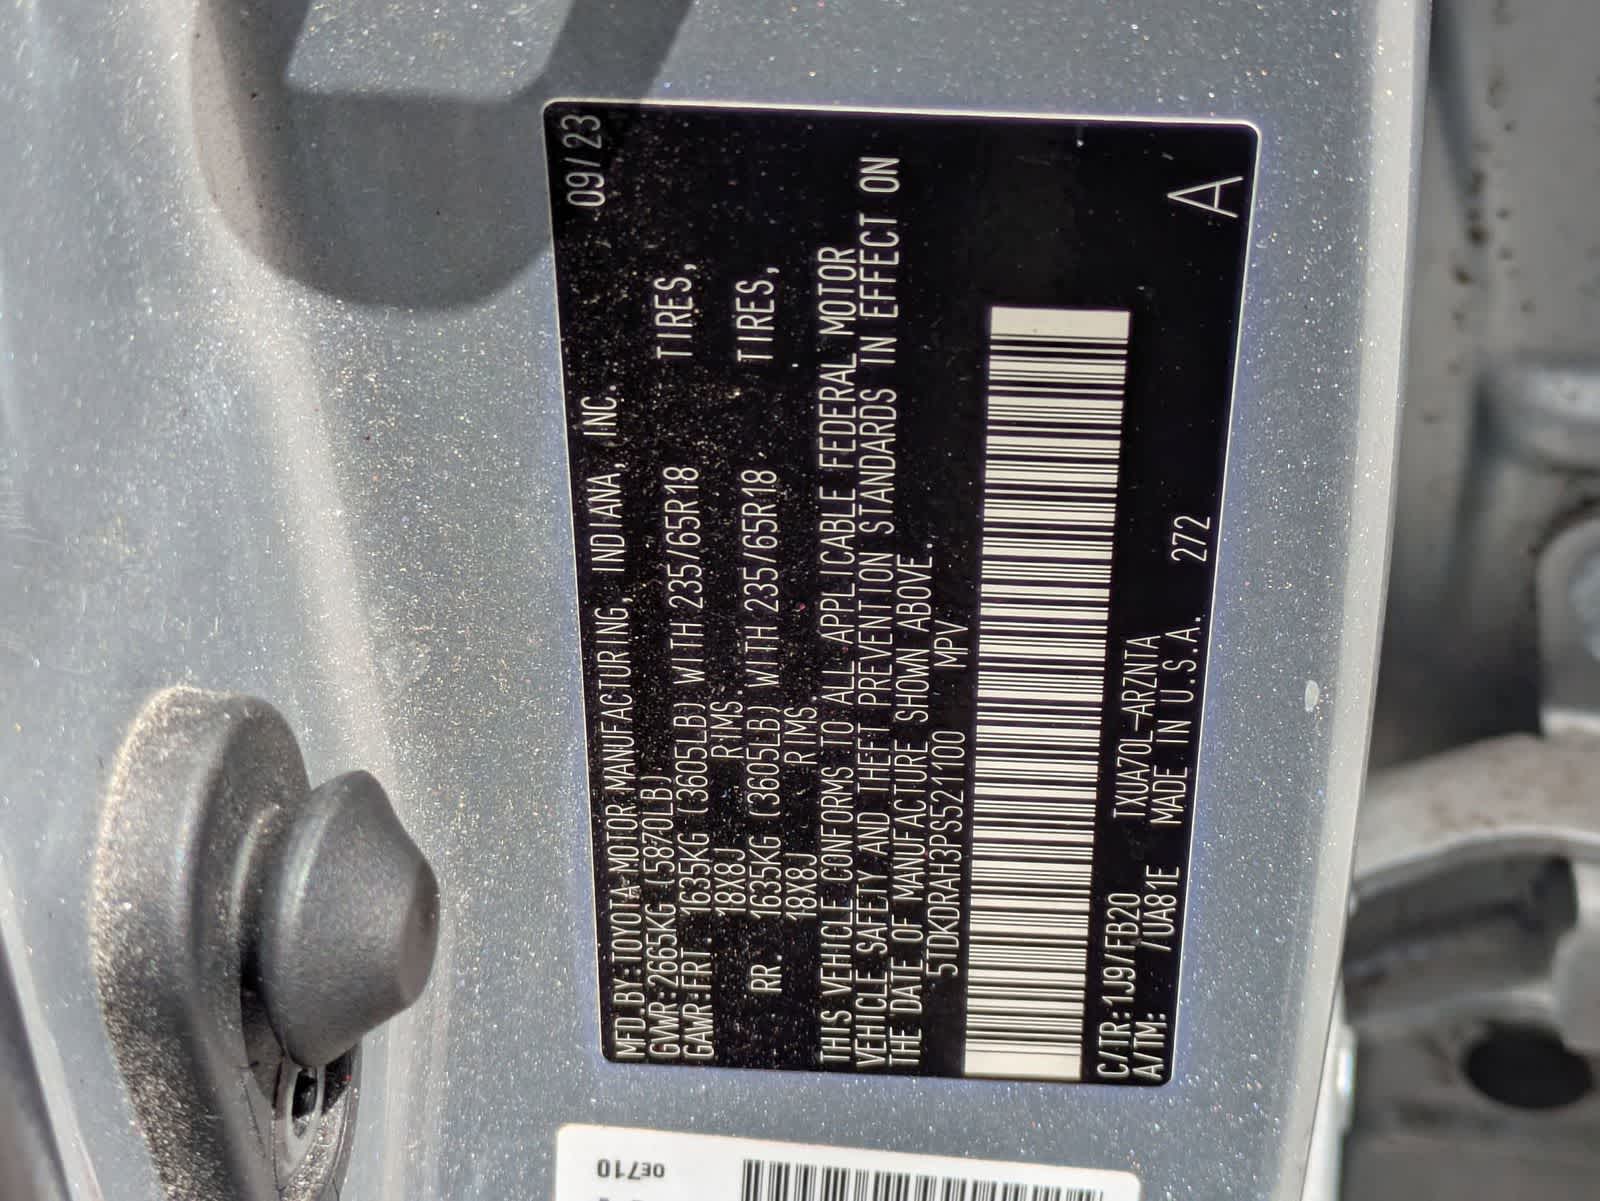 09/23
MFD.BY:TOYOTA MOTOR MANUFACTURING, INDIANA, INC.
GVWR:2665KG (5870LB)
GAWR:FRT. 1635KG (3605LB) WITH 235/65R18 TIRES,
18X8J RIMS.
RR. 1635KG (3605LB) WITH 235/65R18 TIRES,
18X8J RIMS.
THIS VEHICLE CONFORMS TO ALL APPLICABLE FEDERAL MOTOR
VEHICLE SAFETY AND THEFT PREVENTION STANDARDS IN EFFECT ON
THE DATE OF MANUFACTURE SHOWN ABOVE.
5TDKDRAH3PS521100 MPV
C/TR:1J9/FB20 TXUA70L-ARZNTA
A/TM: /UA81E MADE IN U.S.A. 272 A
0E710